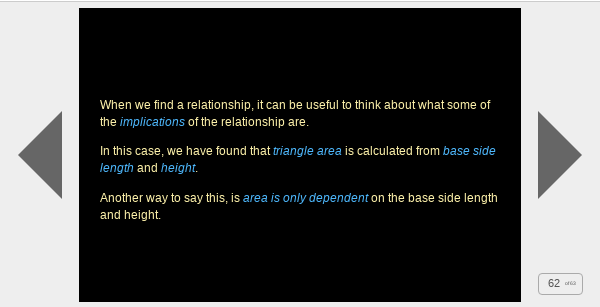 When we find a relationship, it can be useful to think about what some of
the implications of the relationship are.
In this case, we have found that triangle area is calculated from base side
length and height.
Another way to say this, is area is only dependent on the base side length
and height.
62 of 63